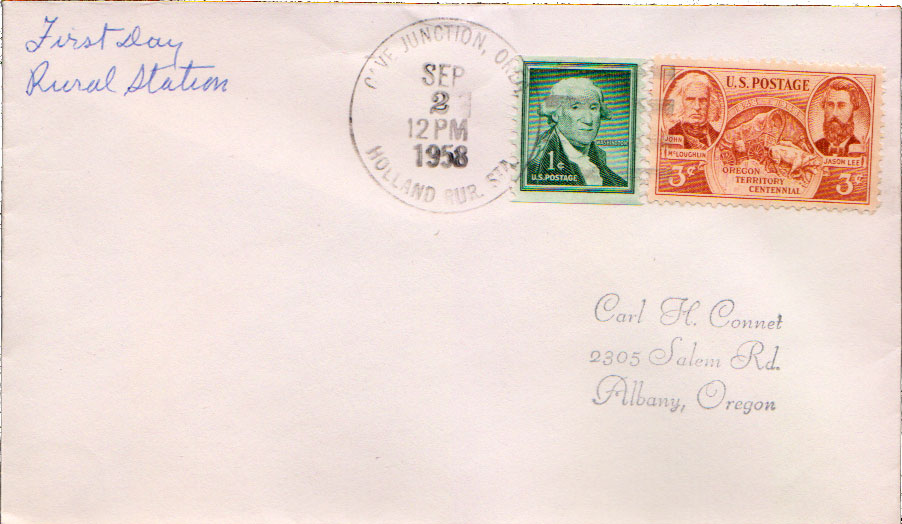 First Day
Rural Station
CAVE JUNCTION, ORE
SEP
2
12 PM
1958
HOLLAND RUR. STA.
WASHINGTON
1¢
U.S. POSTAGE
U.S. POSTAGE
JOHN
McLOUGHLIN
JASON LEE
3¢
OREGON
TERRITORY
CENTENNIAL
3¢
Carl H. Connet
2305 Salem Rd.
Albany, Oregon